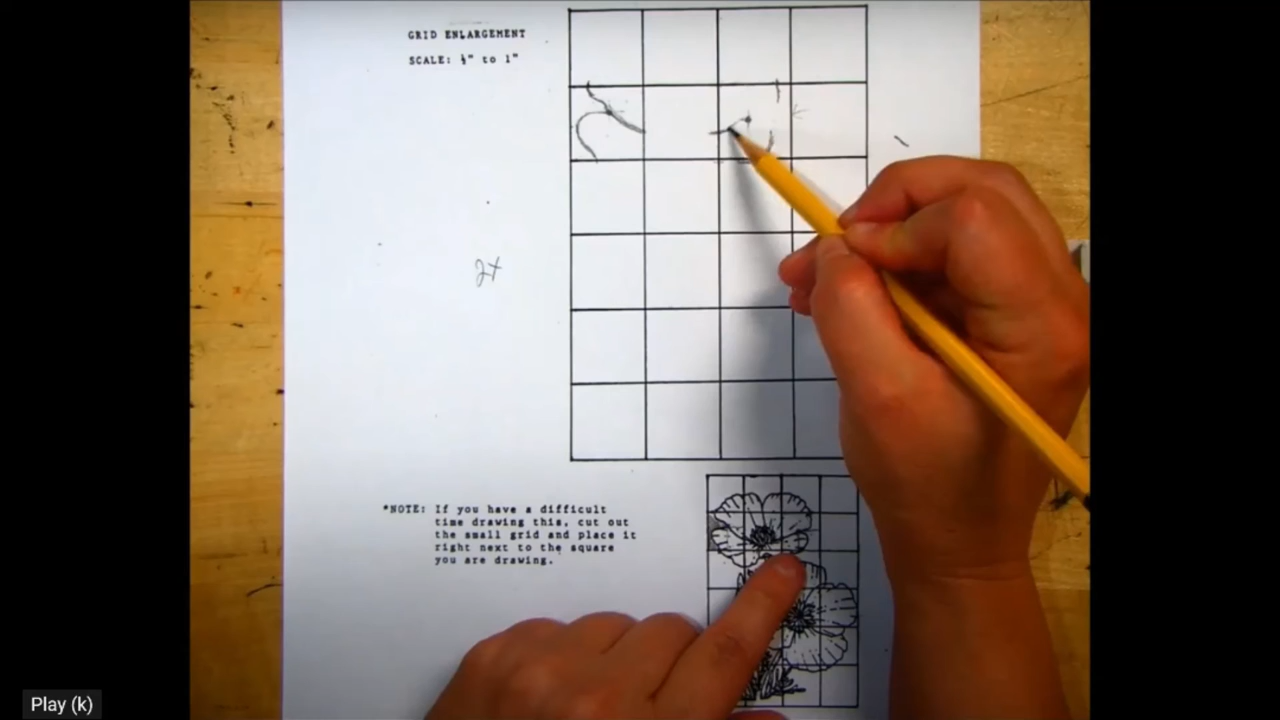 GRID ENLARGEMENT
SCALE: ½" to 1"
2x
*NOTE: If you have a difficult
time drawing this, cut out
the small grid and place it
right next to the square
you are drawing.
Play (k)